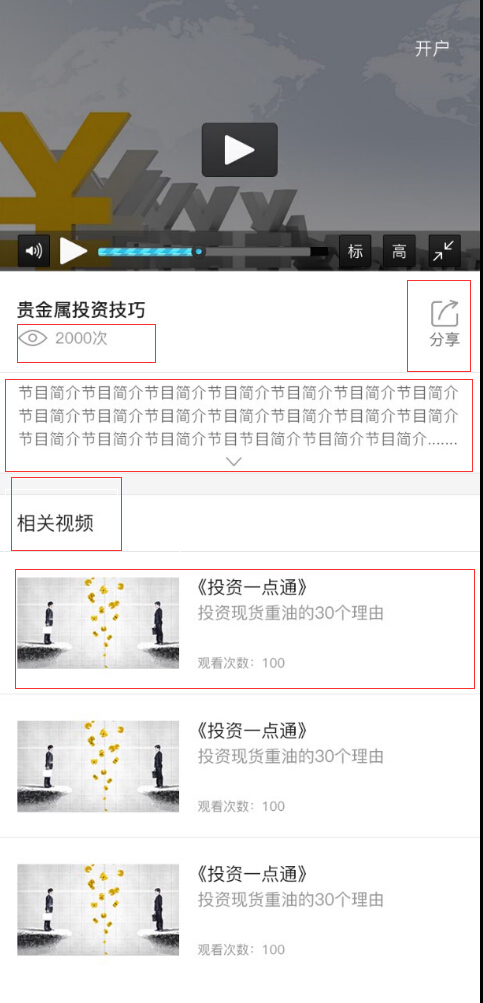 开户
标
高
贵金属投资技巧
2000次
分享
节目简介节目简介节目简介节目简介节目简介节目简介节目简介
节目简介节目简介节目简介节目简介节目简介节目简介节目简介
节目简介节目简介节目简介节目节目简介节目简介节目简介.......
相关视频
《投资一点通》
投资现货重油的30个理由
观看次数：100
《投资一点通》
投资现货重油的30个理由
观看次数：100
《投资一点通》
投资现货重油的30个理由
观看次数：100